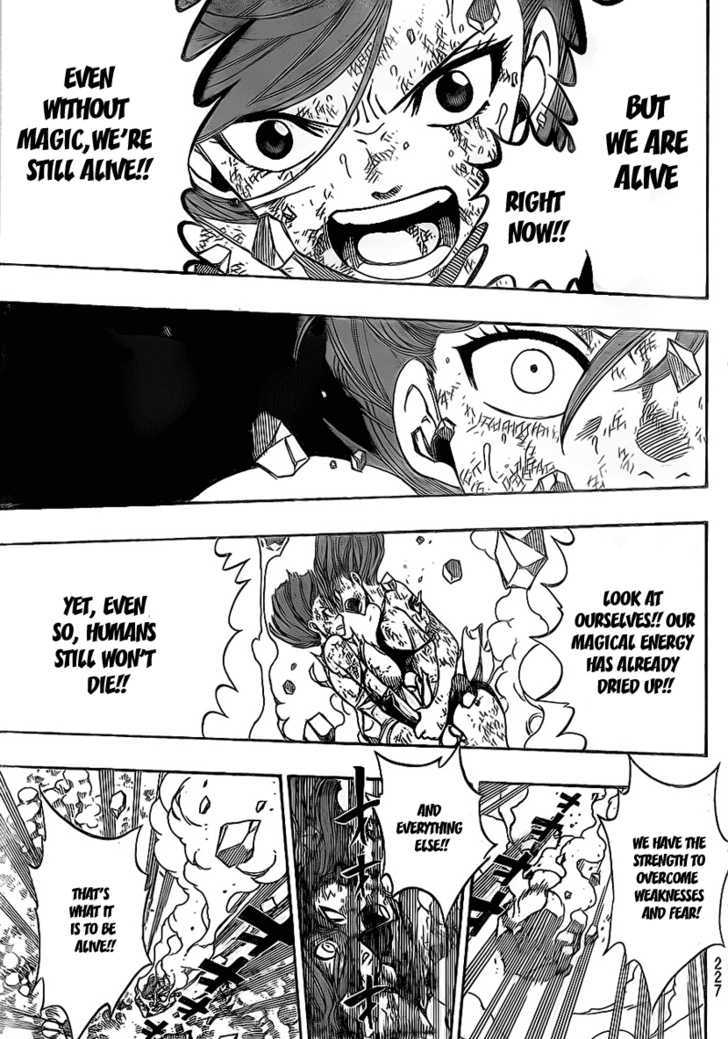 BUT
WE ARE
ALIVE
RIGHT
NOW!!
EVEN
WITHOUT
MAGIC,WE'RE
STILL ALIVE!!
LOOK AT
OURSELVES!! OUR
MAGICAL ENERGY
HAS ALREADY
DRIED UP!!
YET, EVEN
SO, HUMANS
STILL WON'T
DIE!!
WE HAVE THE
STRENGTH TO
OVERCOME
WEAKNESSES
AND FEAR!
AND
EVERYTHING
ELSE!!
THAT'S
WHAT IT
IS TO BE
ALIVE!!
227